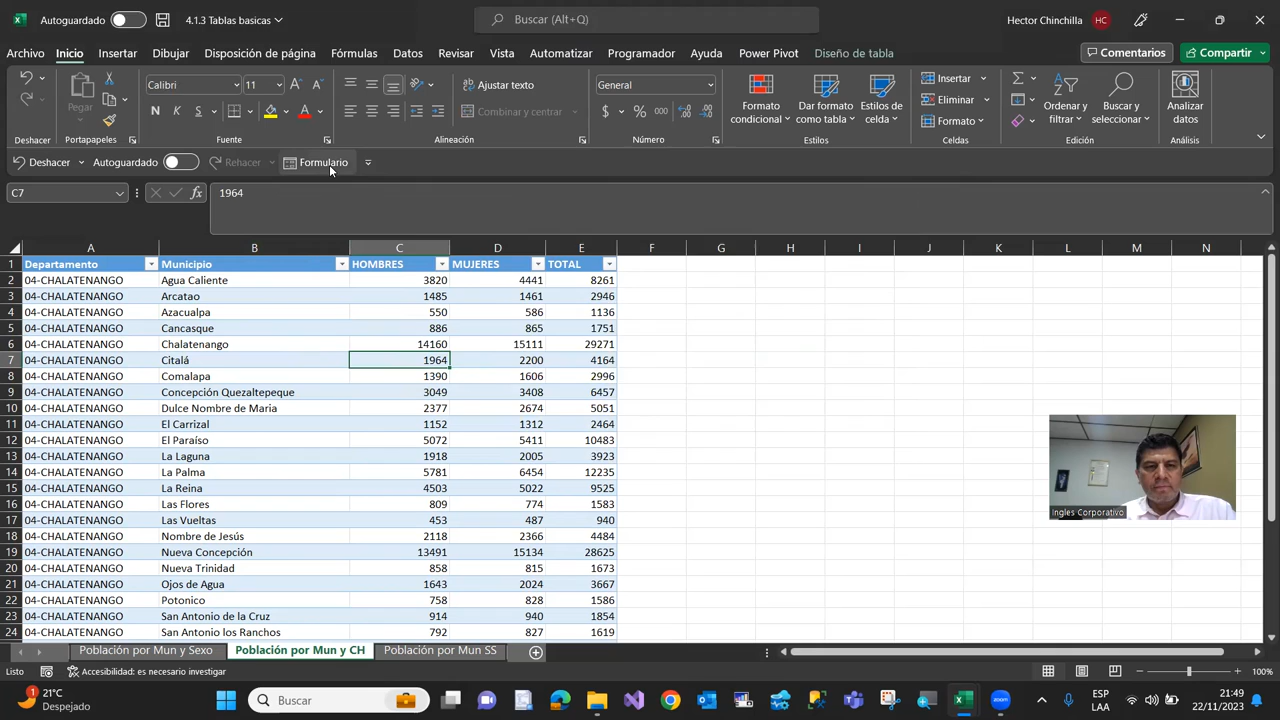 Autoguardado
4.1.3 Tablas basicas
Buscar (Alt+Q)
Hector Chinchilla
HC
Archivo Inicio Insertar Dibujar Disposición de página Fórmulas Datos Revisar Vista Automatizar Programador Ayuda Power Pivot Diseño de tabla
Comentarios
Compartir
Pegar
Calibri 11
N K S
Ajustar texto
Combinar y centrar
General
$ % 000
Formato condicional
Dar formato como tabla
Estilos de celda
Insertar
Eliminar
Formato
Ordenar y filtrar
Buscar y seleccionar
Analizar datos
Deshacer Portapapeles Fuente Alineación Número Estilos Celdas Edición Análisis
Deshacer Autoguardado Rehacer Formulario
C7 fx 1964
A B C D E F G H I J K L M N
1 Departamento Municipio HOMBRES MUJERES TOTAL
2 04-CHALATENANGO Agua Caliente 3820 4441 8261
3 04-CHALATENANGO Arcatao 1485 1461 2946
4 04-CHALATENANGO Azacualpa 550 586 1136
5 04-CHALATENANGO Cancasque 886 865 1751
6 04-CHALATENANGO Chalatenango 14160 15111 29271
7 04-CHALATENANGO Citalá 1964 2200 4164
8 04-CHALATENANGO Comalapa 1390 1606 2996
9 04-CHALATENANGO Concepción Quezaltepeque 3049 3408 6457
10 04-CHALATENANGO Dulce Nombre de Maria 2377 2674 5051
11 04-CHALATENANGO El Carrizal 1152 1312 2464
12 04-CHALATENANGO El Paraíso 5072 5411 10483
13 04-CHALATENANGO La Laguna 1918 2005 3923
14 04-CHALATENANGO La Palma 5781 6454 12235
15 04-CHALATENANGO La Reina 4503 5022 9525
16 04-CHALATENANGO Las Flores 809 774 1583
17 04-CHALATENANGO Las Vueltas 453 487 940
18 04-CHALATENANGO Nombre de Jesús 2118 2366 4484
19 04-CHALATENANGO Nueva Concepción 13491 15134 28625
20 04-CHALATENANGO Nueva Trinidad 858 815 1673
21 04-CHALATENANGO Ojos de Agua 1643 2024 3667
22 04-CHALATENANGO Potonico 758 828 1586
23 04-CHALATENANGO San Antonio de la Cruz 914 940 1854
24 04-CHALATENANGO San Antonio los Ranchos 792 827 1619
Ingles Corporativo
Población por Mun y Sexo Población por Mun y CH Población por Mun SS
Listo Accesibilidad: es necesario investigar 100%
1
21°C
Despejado
Buscar
ESP
LAA
21:49
22/11/2023